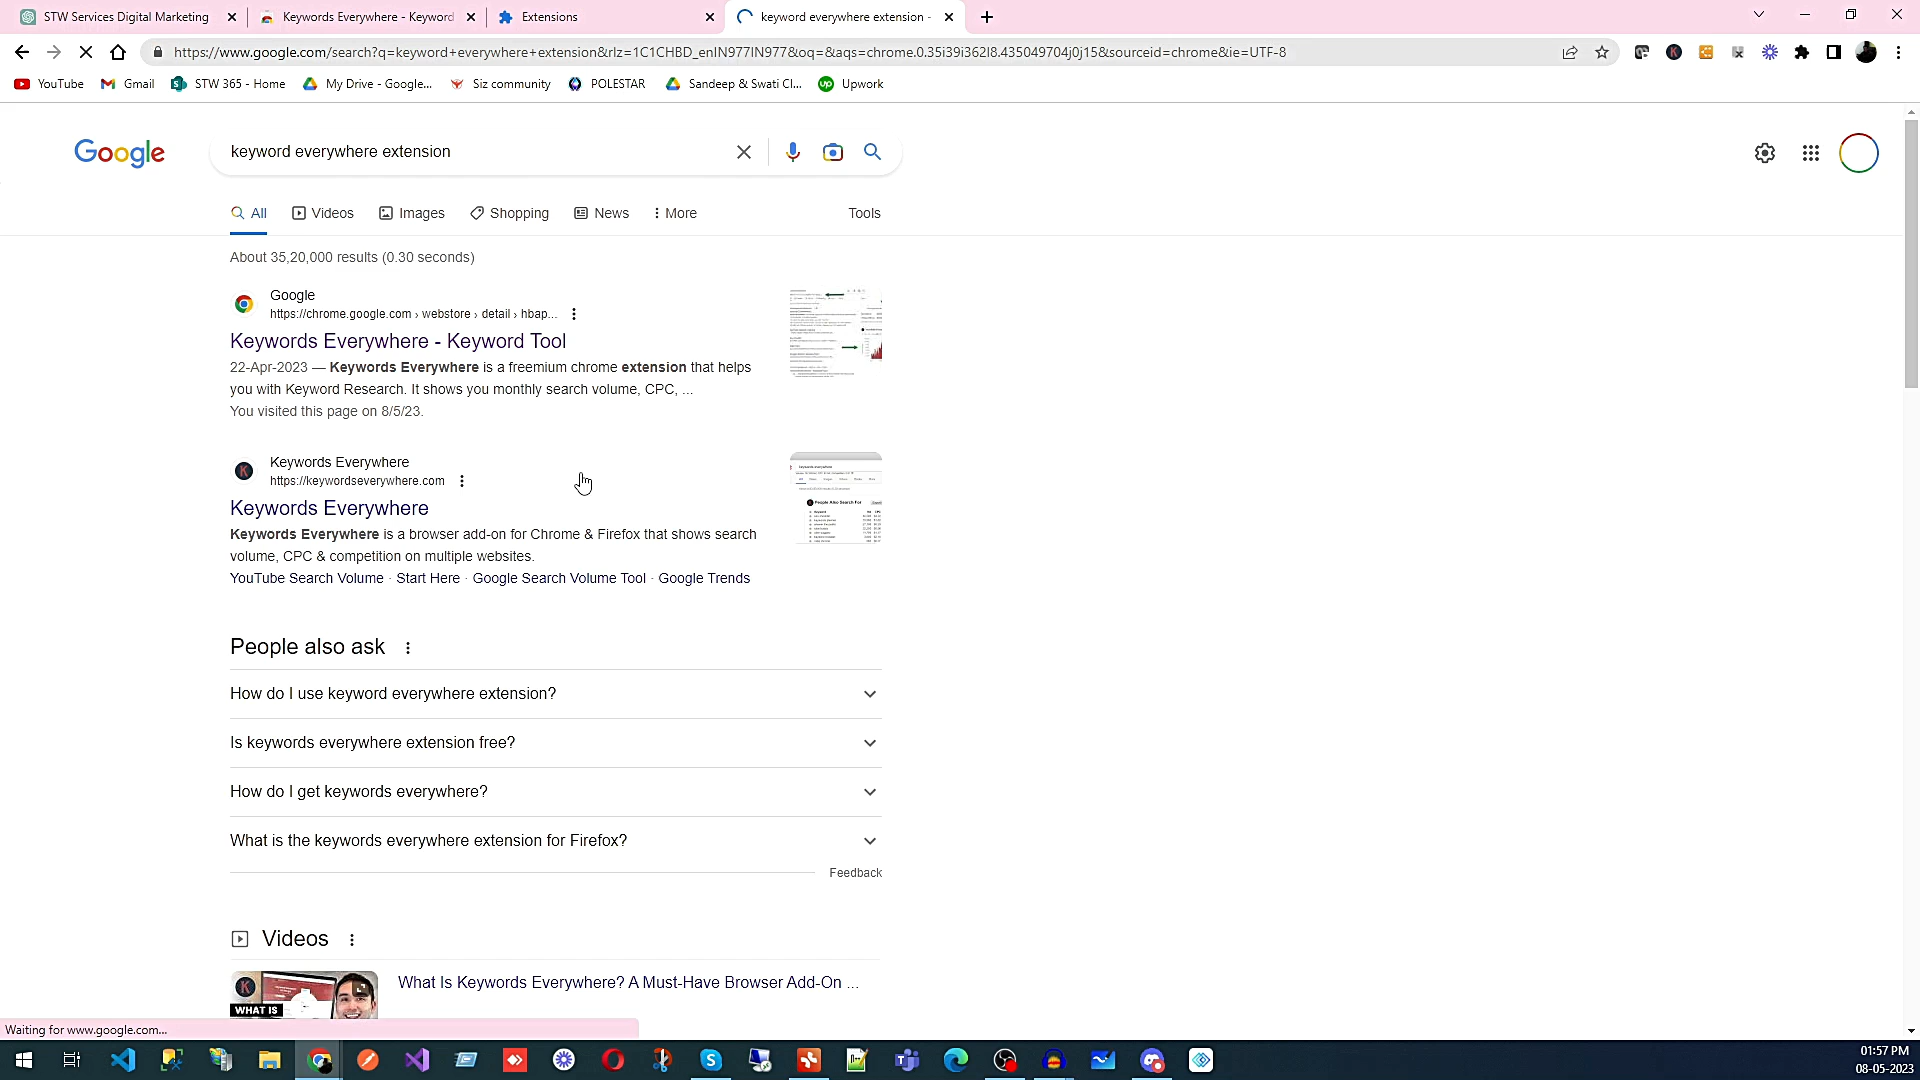 STW Services Digital Marketing
Keywords Everywhere - Keyword
Extensions
keyword everywhere extension -
https://www.google.com/search?q=keyword+everywhere+extension&rlz=1C1CHBD_enIN977IN977&oq=&aqs=chrome.0.35i39i362l8.435049704j0j15&sourceid=chrome&ie=UTF-8
YouTube
Gmail
STW 365 - Home
My Drive - Google...
Siz community
POLESTAR
Sandeep & Swati Cl...
Upwork
Google
keyword everywhere extension
All
Videos
Images
Shopping
News
More
Tools
About 35,20,000 results (0.30 seconds)
Google
https://chrome.google.com › webstore › detail › hbap...
Keywords Everywhere - Keyword Tool
22-Apr-2023 — Keywords Everywhere is a freemium chrome extension that helps
you with Keyword Research. It shows you monthly search volume, CPC, ...
You visited this page on 8/5/23.
Keywords Everywhere
https://keywordseverywhere.com
Keywords Everywhere
Keywords Everywhere is a browser add-on for Chrome & Firefox that shows search
volume, CPC & competition on multiple websites.
YouTube Search Volume · Start Here · Google Search Volume Tool · Google Trends
People also ask
How do I use keyword everywhere extension?
Is keywords everywhere extension free?
How do I get keywords everywhere?
What is the keywords everywhere extension for Firefox?
Feedback
Videos
What Is Keywords Everywhere? A Must-Have Browser Add-On ...
WHAT IS
Waiting for www.google.com...
01:57 PM
08-05-2023